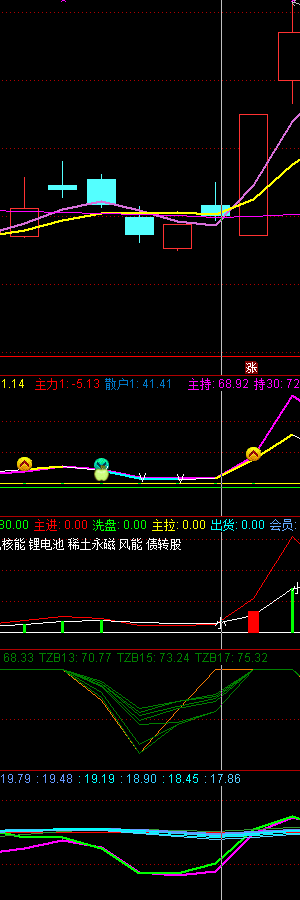 涨
1.14 主力1: -5.13 散户1: 41.41 主持: 68.92 持30: 72
80.00 主进: 0.00 洗盘: 0.00 主拉: 0.00 出货: 0.00 会员:
核能 锂电池 稀土永磁 风能 债转股
68.33 TZB13: 70.77 TZB15: 73.24 TZB17: 75.32
19.79 : 19.48 : 19.19 : 18.90 : 18.45 : 17.86